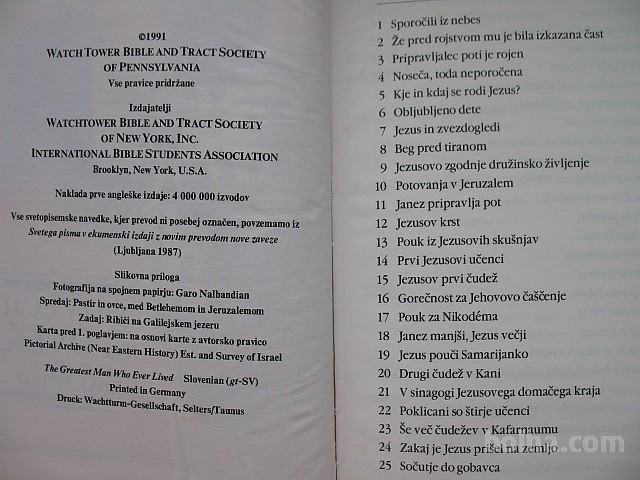 ©1991
WATCH TOWER BIBLE AND TRACT SOCIETY
OF PENNSYLVANIA
Vse pravice pridržane
Izdajatelji
WATCHTOWER BIBLE AND TRACT SOCIETY
OF NEW YORK, INC.
INTERNATIONAL BIBLE STUDENTS ASSOCIATION
Brooklyn, New York, U.S.A.
Naklada prve angleške izdaje: 4 000 000 izvodov
Vse svetopisemske navedke, kjer prevod ni posebej označen, povzemamo iz
Svetega pisma v ekumenski izdaji z novim prevodom nove zaveze
(Ljubljana 1987)
Slikovna priloga
Fotografija na spojnem papirju: Garo Nalbandian
Spredaj: Pastir in ovce, med Betlehemom in Jeruzalemom
Zadaj: Ribiči na Galilejskem jezeru
Karta pred 1. poglavjem: na osnovi karte z avtorsko pravico
Pictorial Archive (Near Eastern History) Est. and Survey of Israel
The Greatest Man Who Ever Lived Slovenian (gt-SV)
Printed in Germany
Druck: Wachtturm-Gesellschaft, Selters/Taunus
1 Sporočili iz nebes
2 Že pred rojstvom mu je bila izkazana čast
3 Pripravljalec poti je rojen
4 Noseča, toda neporočena
5 Kje in kdaj se rodi Jezus?
6 Obljubljeno dete
7 Jezus in zvezdogledi
8 Beg pred tiranom
9 Jezusovo zgodnje družinsko življenje
10 Potovanja v Jeruzalem
11 Janez pripravlja pot
12 Jezusov krst
13 Pouk iz Jezusovih skušnjav
14 Prvi Jezusovi učenci
15 Jezusov prvi čudež
16 Gorečnost za Jehovovo čaščenje
17 Pouk za Nikodéma
18 Janez manjši, Jezus večji
19 Jezus pouči Samarijanko
20 Drugi čudež v Kani
21 V sinagogi Jezusovega domačega kraja
22 Poklicani so štirje učenci
23 Še več čudežev v Kafarnaumu
24 Zakaj je Jezus prišel na zemljo
25 Sočutje do gobavca
bolha.com